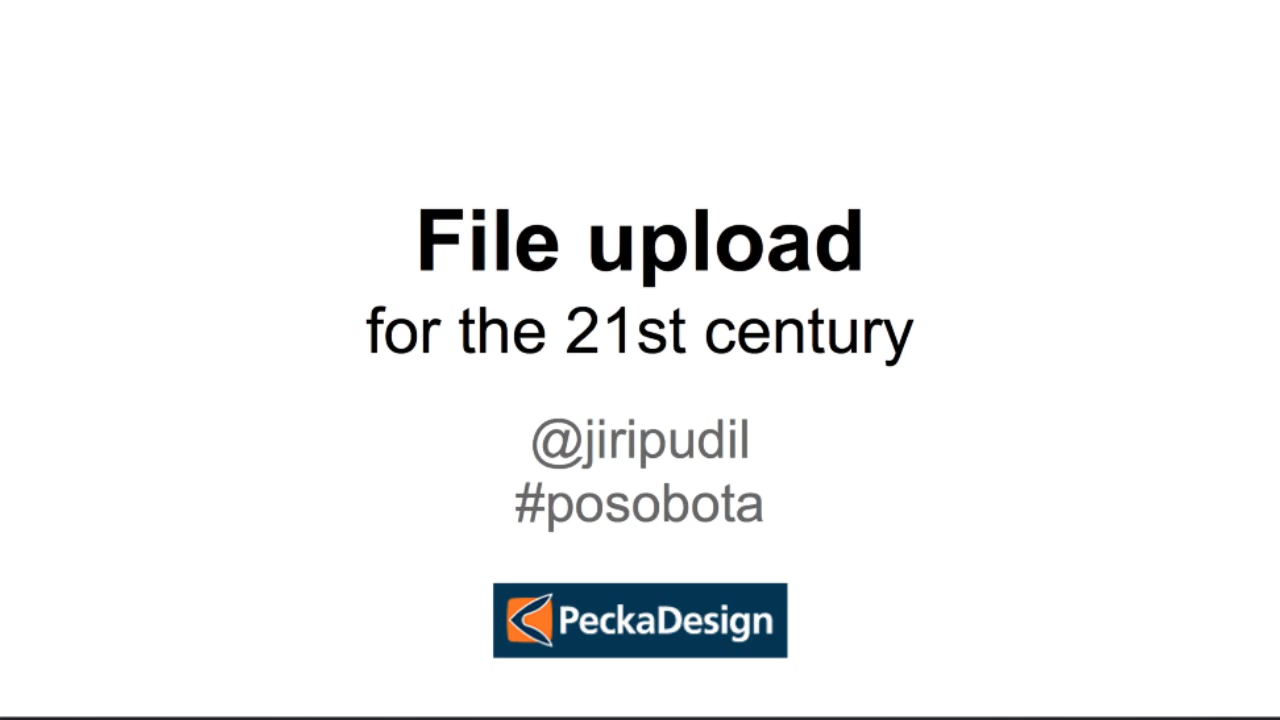 File upload
for the 21st century
@jiripudil
#posobota
PeckaDesign